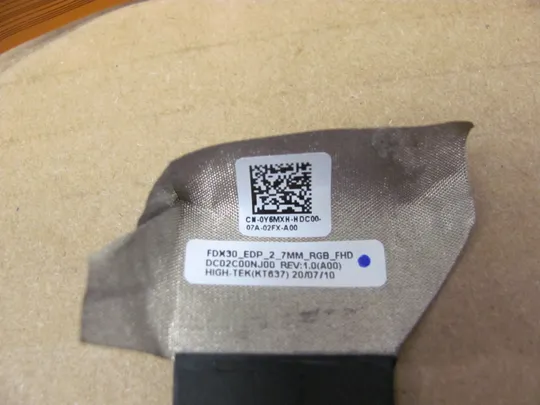 CN-0Y6MXH-HDC00-
07A-02FX-A00
FDX30_EDP_2_7MM_RGB_FHD
DC02C00NJ00 REV:1.0(A00)
HIGH-TEK(KT637) 20/07/10